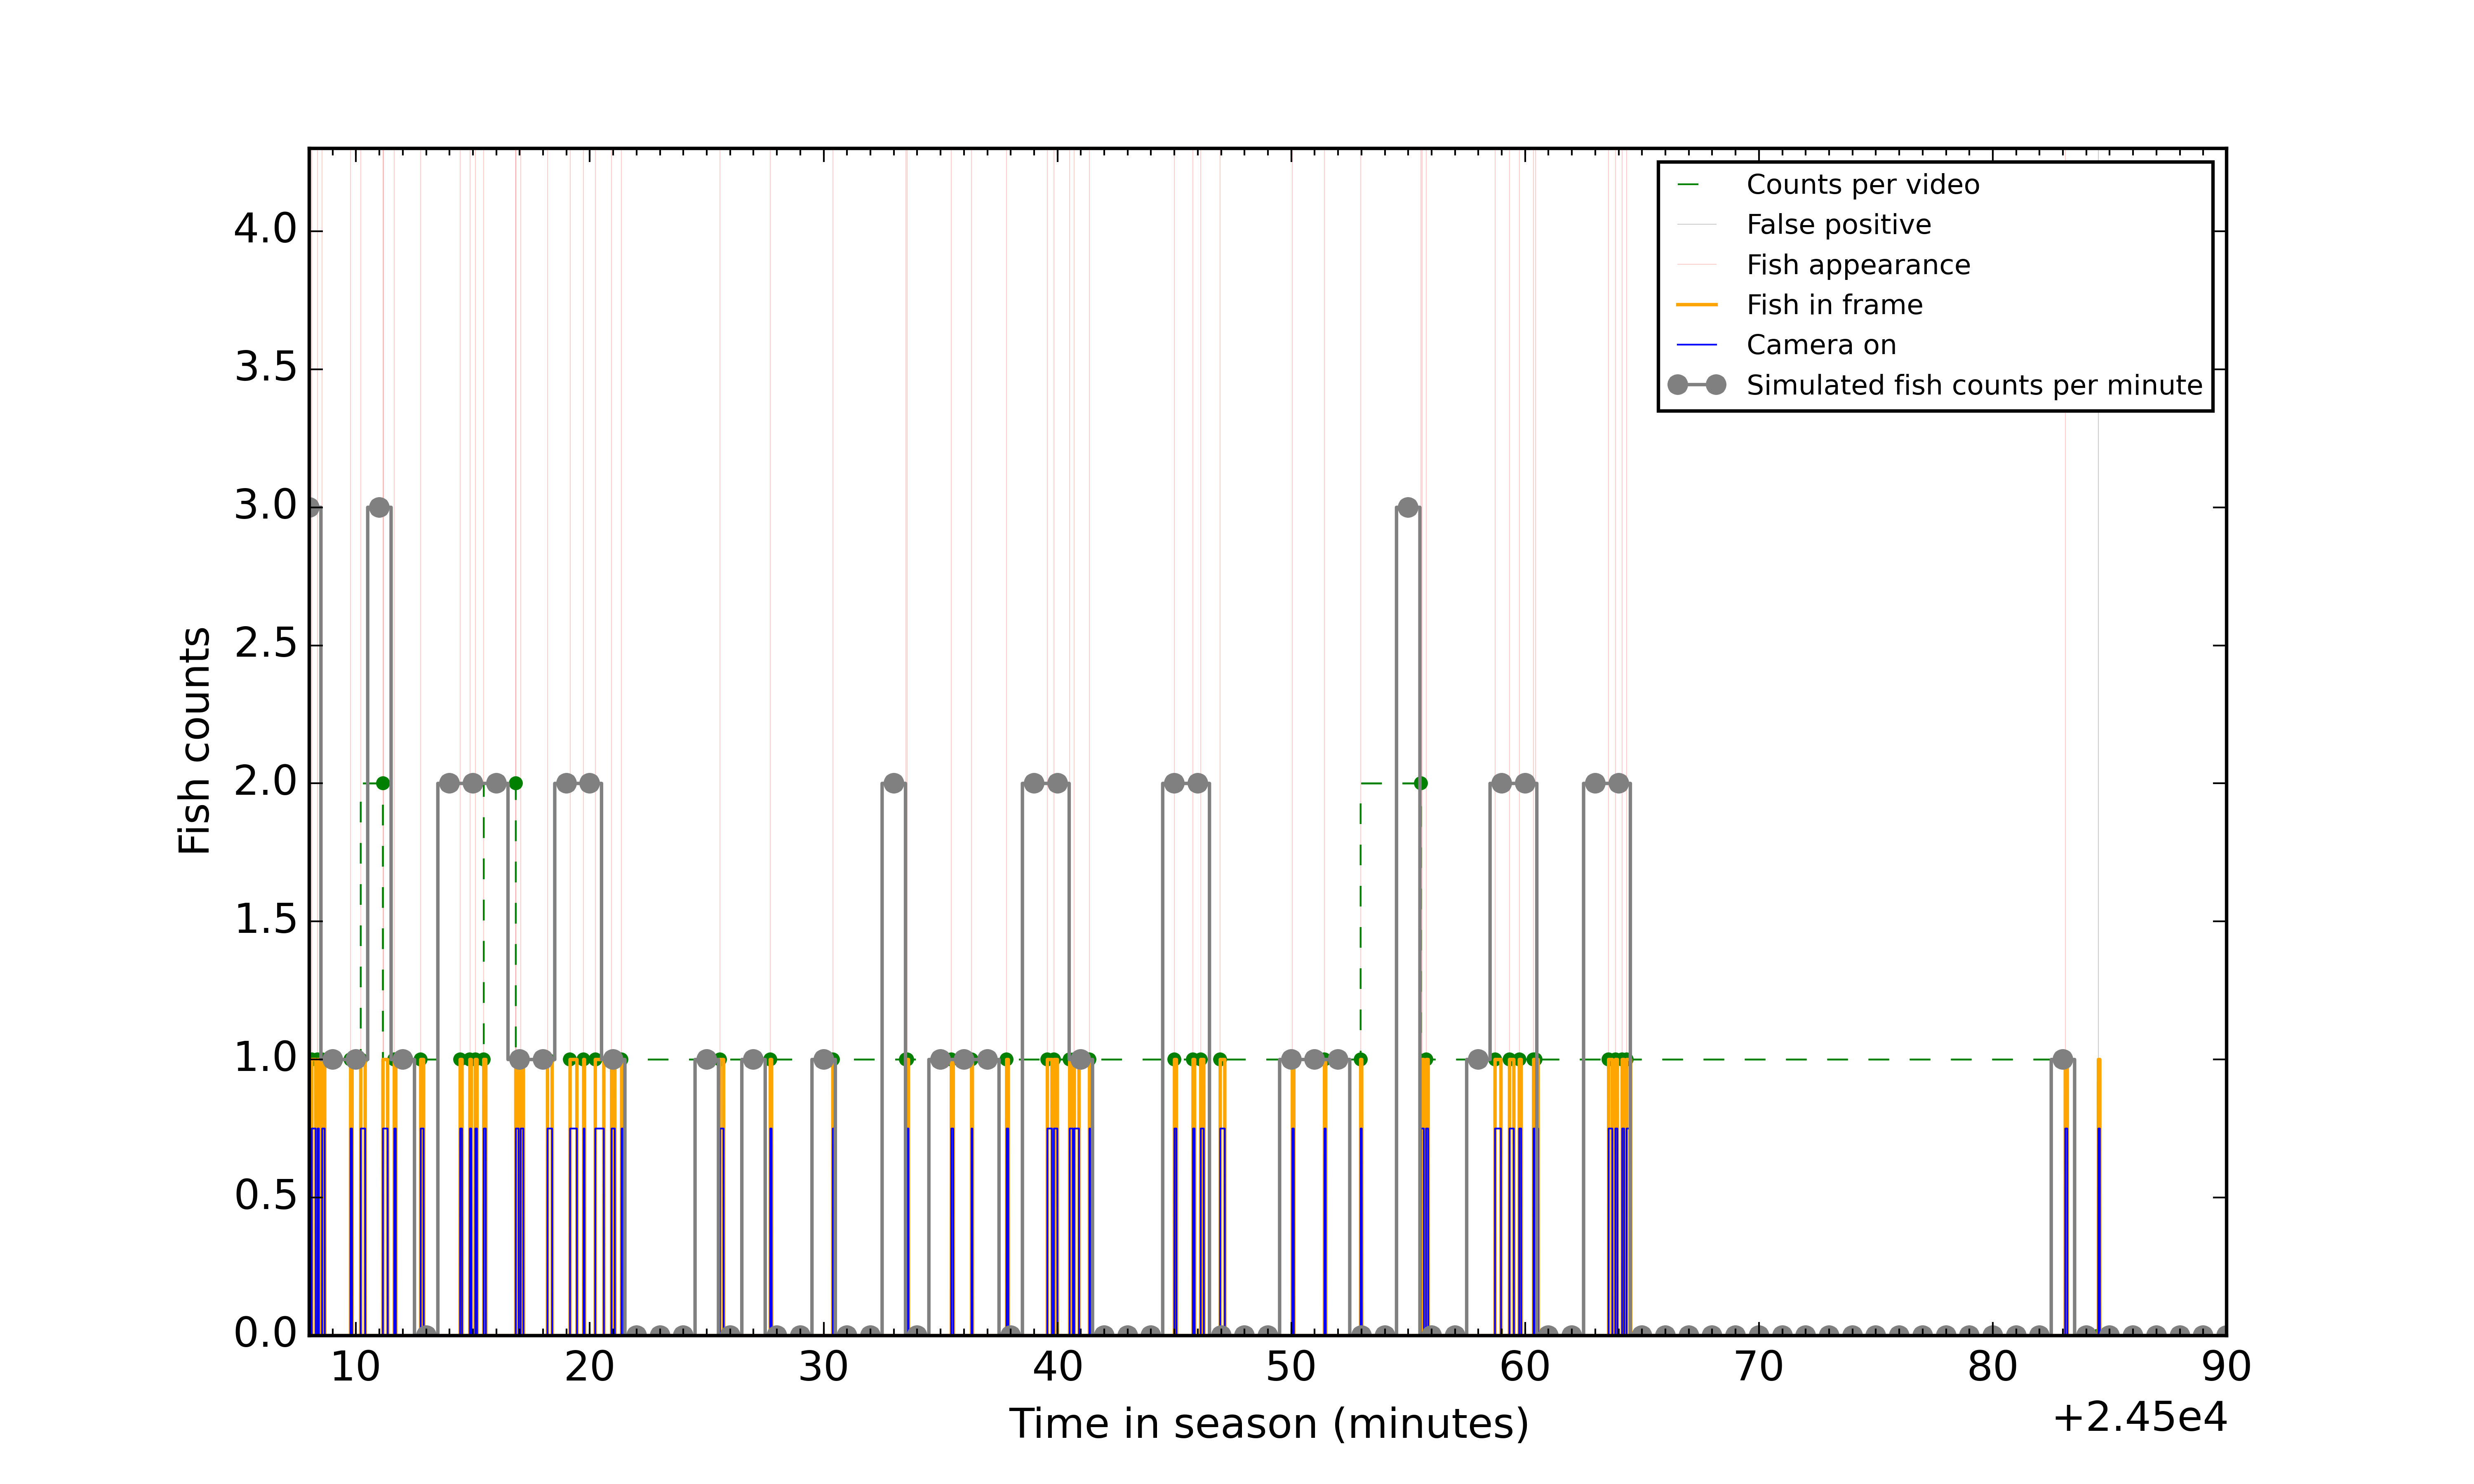 Counts per video
False positive
Fish appearance
Fish in frame
Camera on
Simulated fish counts per minute
4.0
3.5
3.0
2.5
2.0
1.5
1.0
0.5
0.0
Fish counts
10 20 30 40 50 60 70 80 90
Time in season (minutes)
+2.45e4